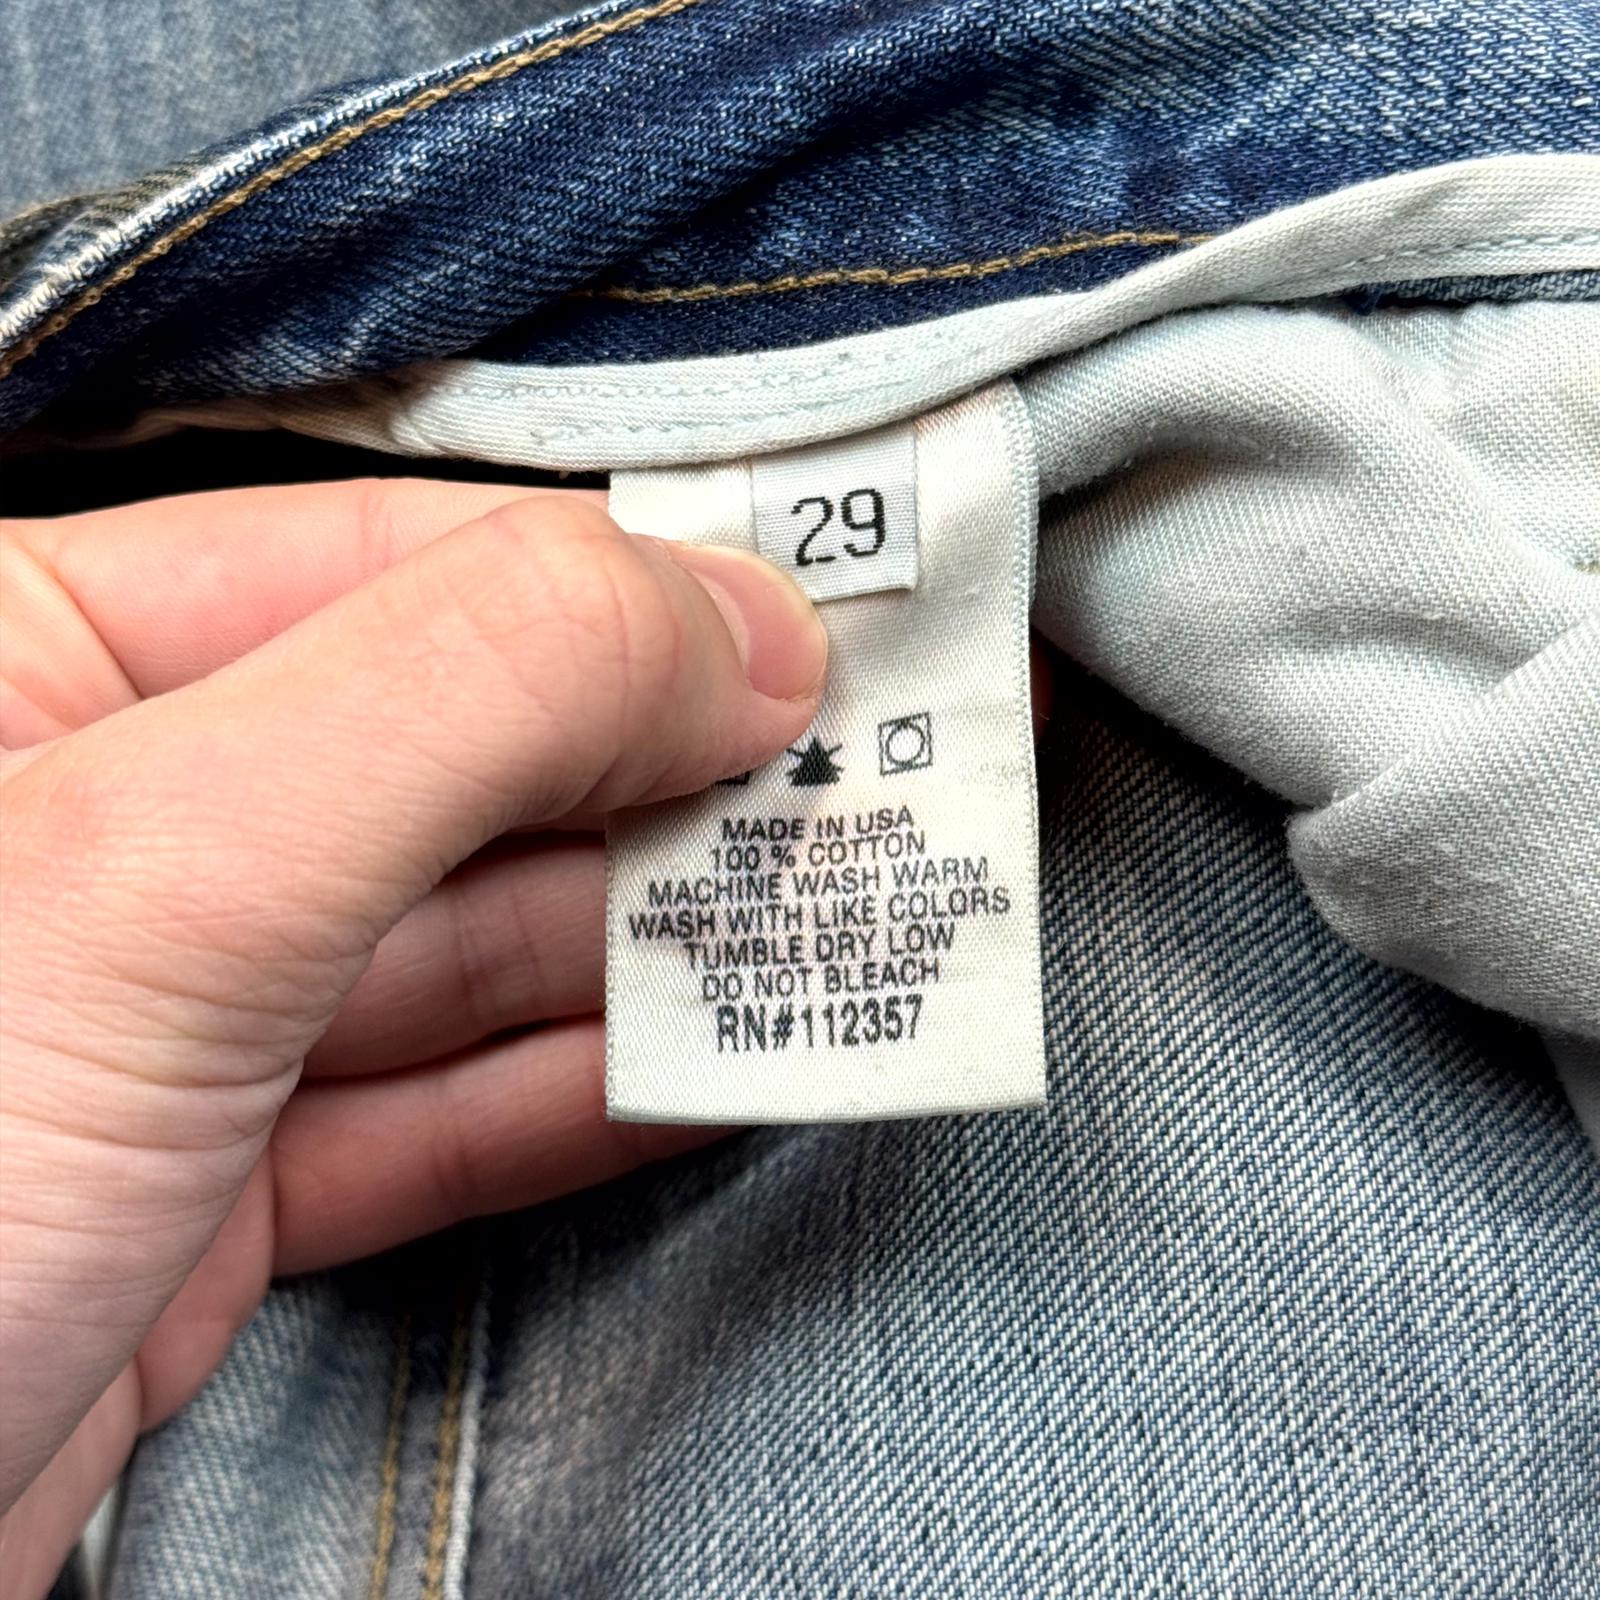 29
MADE IN USA
100 % COTTON
MACHINE WASH WARM
WASH WITH LIKE COLORS
TUMBLE DRY LOW
DO NOT BLEACH
RN#112357